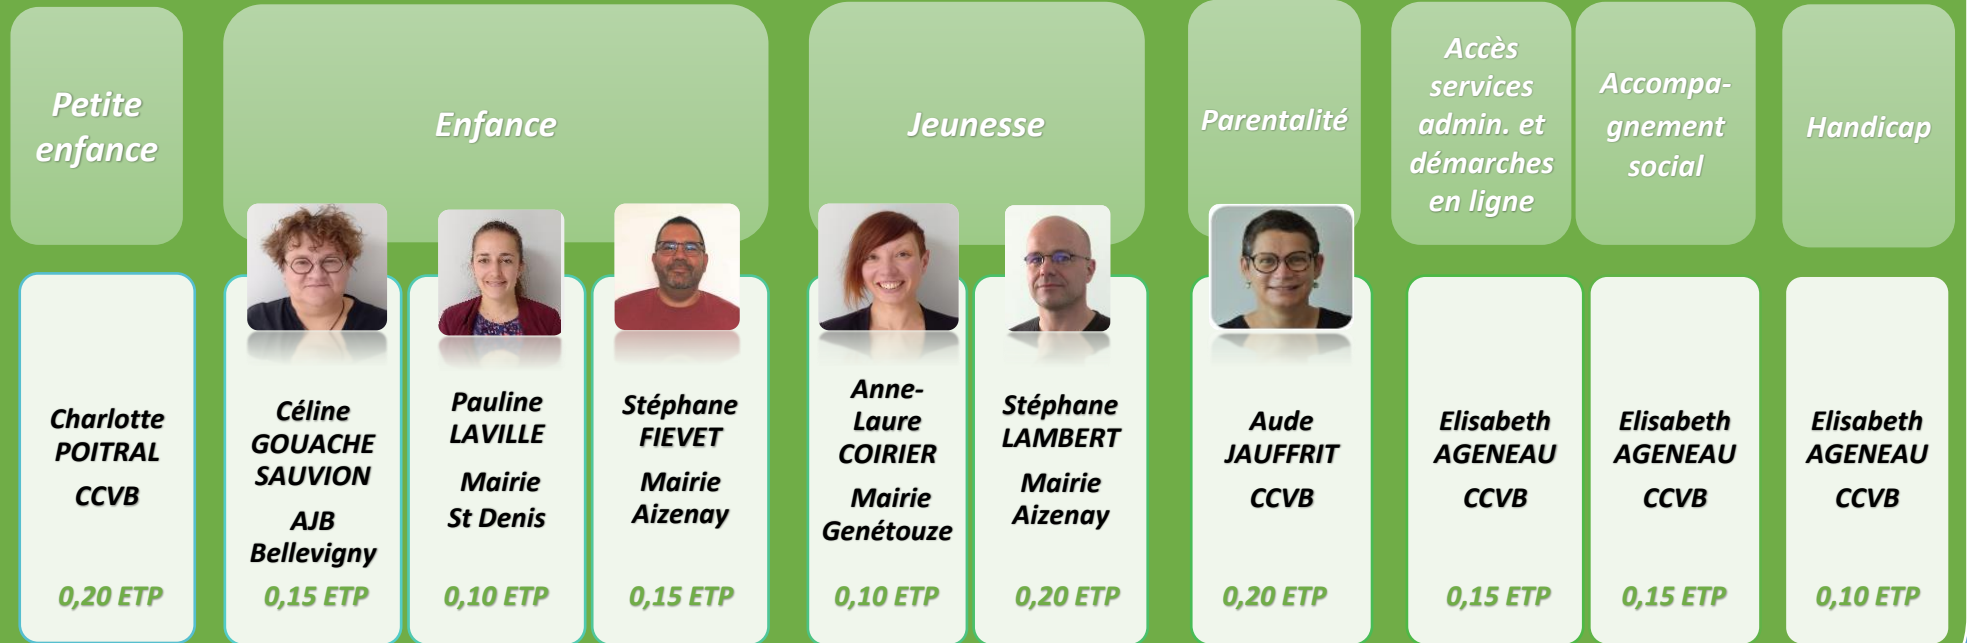 Petite
enfance
Enfance
Jeunesse
Parentalité
Accès
services
admin. et
démarches
en ligne
Accompa-
gnement
social
Handicap
Charlotte
POITRAL
CCVB
0,20 ETP
Céline
GOUACHE
SAUVION
AJB
Bellevigny
0,15 ETP
Pauline
LAVILLE
Mairie
St Denis
0,10 ETP
Stéphane
FIEVET
Mairie
Aizenay
0,15 ETP
Anne-
Laure
COIRIER
Mairie
Genétouze
0,10 ETP
Stéphane
LAMBERT
Mairie
Aizenay
0,20 ETP
Aude
JAUFFRIT
CCVB
0,20 ETP
Elisabeth
AGENEAU
CCVB
0,15 ETP
Elisabeth
AGENEAU
CCVB
0,15 ETP
Elisabeth
AGENEAU
CCVB
0,10 ETP